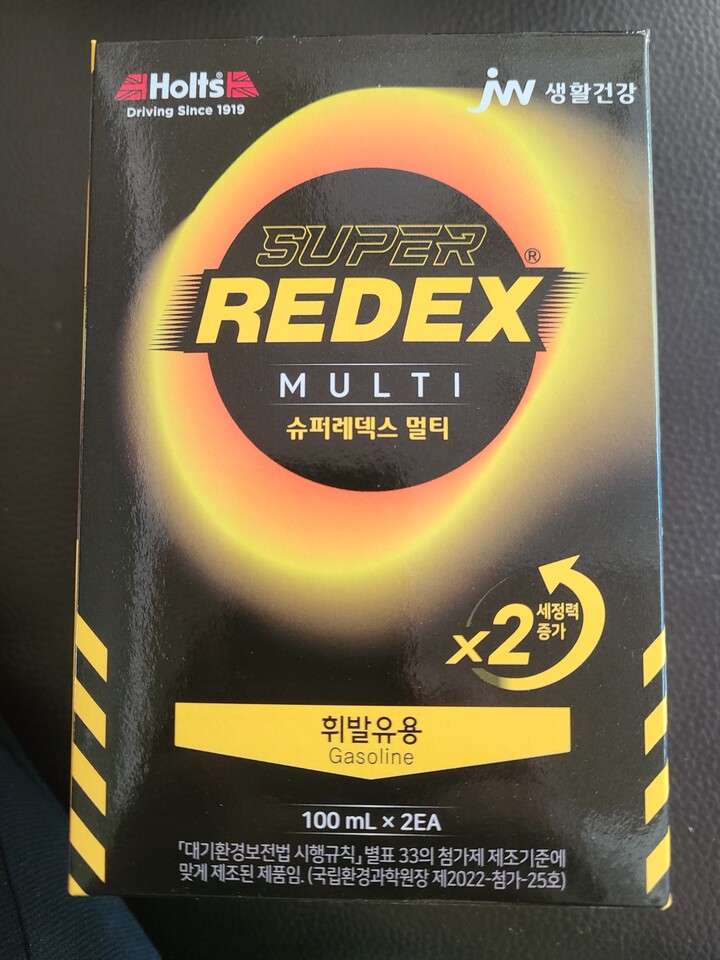 Holts®
Driving Since 1919
jw 생활건강
SUPER
REDEX®
MULTI
슈퍼레덱스 멀티
x2 세정력
증가
휘발유용
Gasoline
100 mL × 2EA
「대기환경보전법 시행규칙」 별표 33의 첨가제 제조기준에
맞게 제조된 제품임. (국립환경과학원장 제2022-첨가-25호)